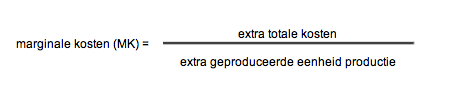 extra totale kosten
marginale kosten (MK) =
extra geproduceerde eenheid productie